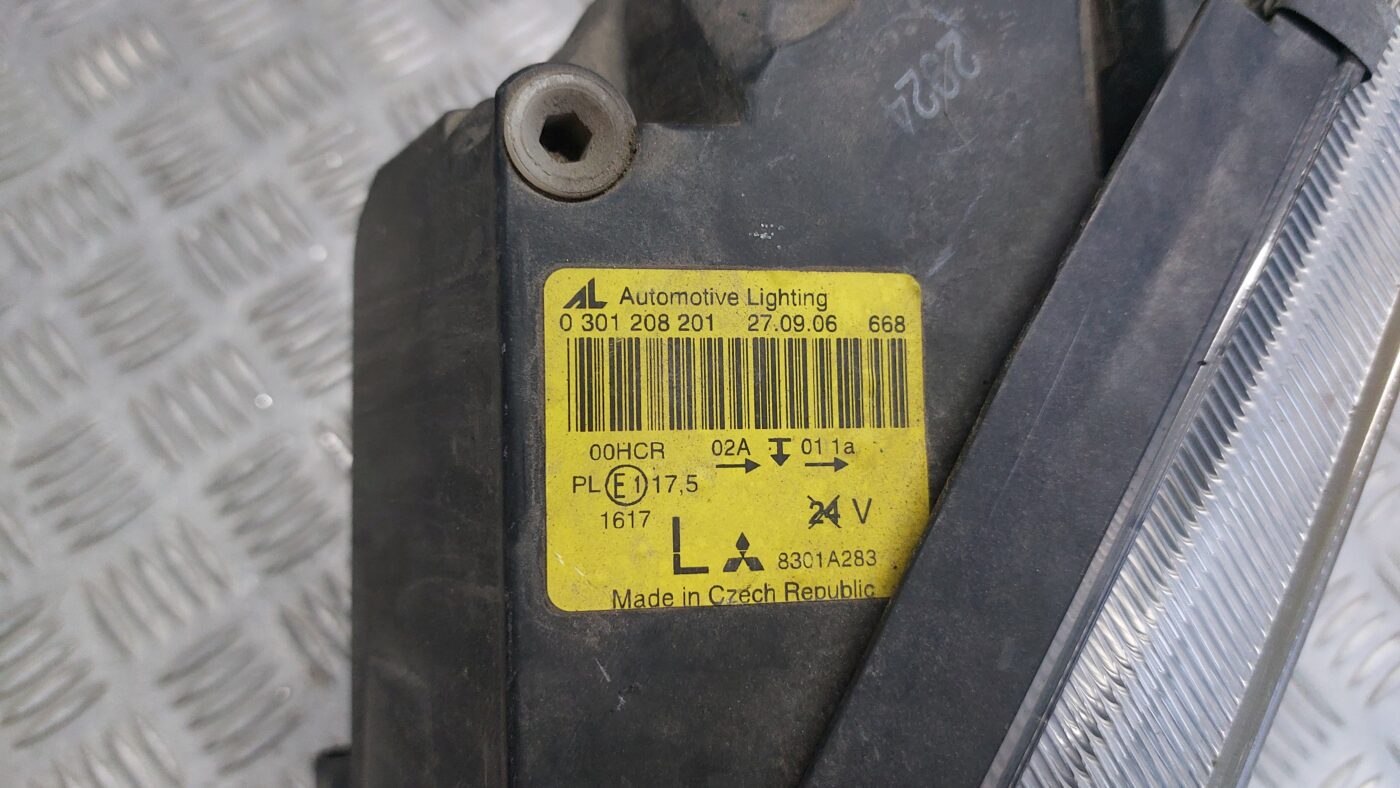 2324
AL Automotive Lighting
0 301 208 201 27.09.06 668
00HCR 02A 01 1a
PL E1 17,5
1617 24 V
L 8301A283
Made in Czech Republic